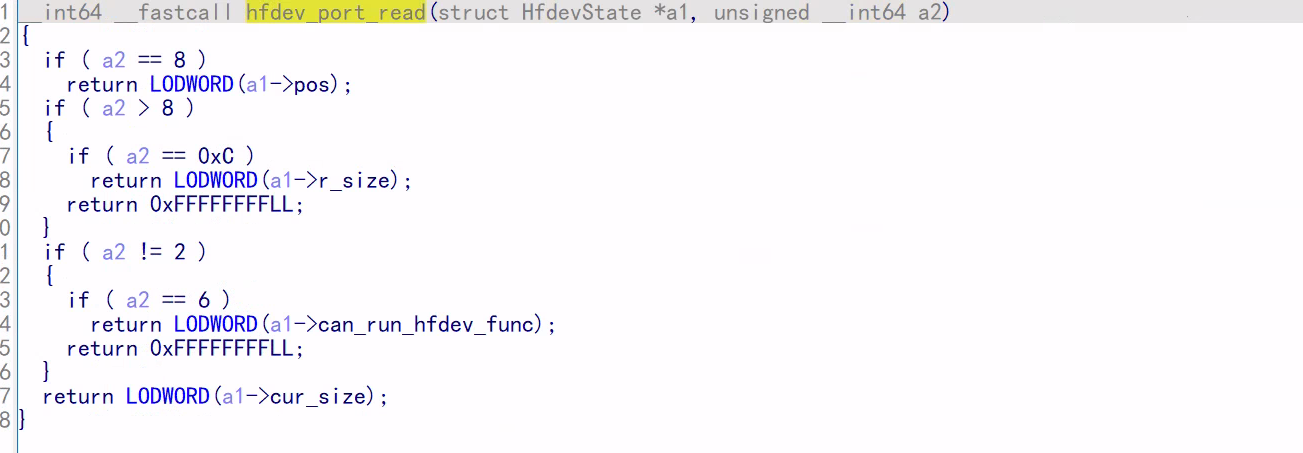 1 __int64 __fastcall hfdev_port_read(struct HfdevState *a1, unsigned __int64 a2)
2 {
3   if ( a2 == 8 )
4     return LODWORD(a1->pos);
5   if ( a2 > 8 )
6   {
7     if ( a2 == 0xC )
8       return LODWORD(a1->r_size);
9     return 0xFFFFFFFFLL;
0   }
1   if ( a2 != 2 )
2   {
3     if ( a2 == 6 )
4       return LODWORD(a1->can_run_hfdev_func);
5     return 0xFFFFFFFFLL;
6   }
7   return LODWORD(a1->cur_size);
8 }